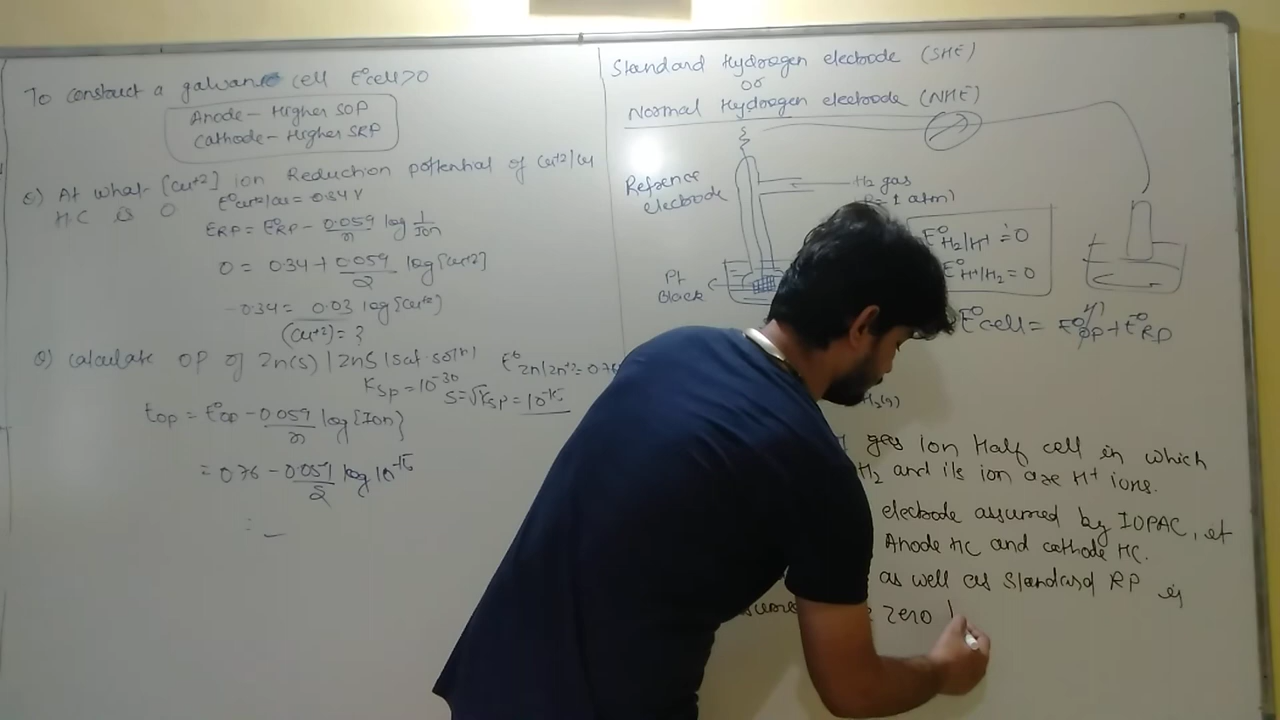 To construct a galvanic cell E°cell>0
Anode - Higher SOP
Cathode - Higher SRP
Q) At what [Cu+2] ion Reduction potential of Cu+2/Cu
HC is 0 E°Cu+2/Cu = 0.34V
ERP = E°RP - 0.059/n log 1/Ion
0 = 0.34 + 0.059/2 log[Cu+2]
-0.34 = 0.03 log[Cu+2]
[Cu+2] = ?
Q) calculate OP of Zn(s) | ZnS (sat. soln) E°Zn/Zn+2 = 0.76
Ksp = 10^-30 S = √Ksp = 10^-15
Eop = E°op - 0.059/n log[Ion]
= 0.76 - 0.059/2 log 10^-15
= _
Standard Hydrogen electrode (SHE)
or
Normal Hydrogen electrode (NHE)
Refrence
electrode
H2 gas
1 atm)
E°H2/H+ = 0
E°H+/H2 = 0
Pt
Black
E°cell = E°OP + E°RP
gas ion Half cell in which
H2 and its ion are H+ ions.
electrode assumed by IUPAC, at
Anode HC and cathode HC.
as well as Standard RP is
zero